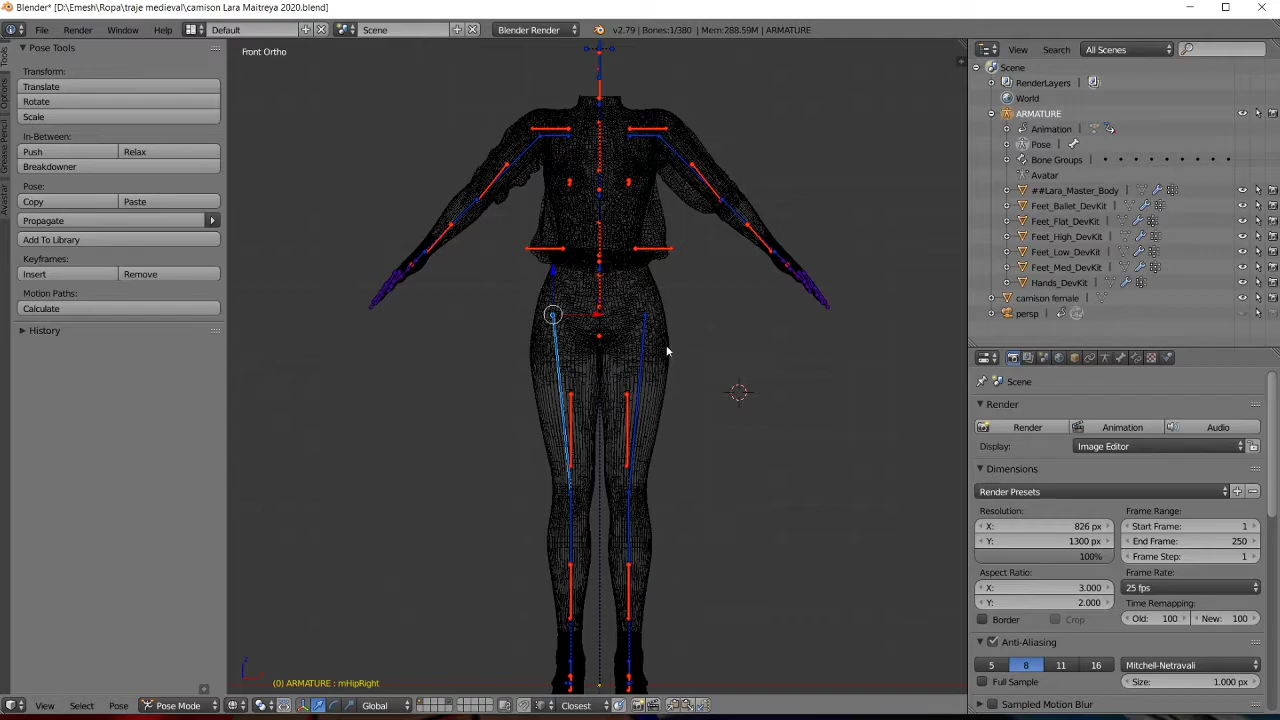 Blender* [D:\Emesh\Ropa\traje medieval\camison Lara Maitreya 2020.blend]
File Render Window Help Default Scene Blender Render v2.79 | Bones:1/380 | Mem:288.59M | ARMATURE
Pose Tools
Transform:
Translate
Rotate
Scale
In-Between:
Push Relax
Breakdowner
Pose:
Copy Paste
Propagate
Add To Library
Keyframes:
Insert Remove
Motion Paths:
Calculate
History
Tools
Options
Grease Pencil
Avastar
Front Ortho
(0) ARMATURE : mHipRight
View Select Pose Pose Mode Global Closest
View Search All Scenes
Scene
RenderLayers
World
ARMATURE
Animation
Pose
Bone Groups
Avatar
##Lara_Master_Body
Feet_Ballet_DevKit
Feet_Flat_DevKit
Feet_High_DevKit
Feet_Low_DevKit
Feet_Med_DevKit
Hands_DevKit
camison female
persp
Scene
Render
Render Animation Audio
Display: Image Editor
Dimensions
Render Presets
Resolution: Frame Range:
X: 826 px Start Frame: 1
Y: 1300 px End Frame: 250
100% Frame Step: 1
Aspect Ratio: Frame Rate:
X: 3.000 25 fps
Y: 2.000 Time Remapping:
Border Crop Old: 100 New: 100
Anti-Aliasing
5 8 11 16 Mitchell-Netravali
Full Sample Size: 1.000 px
Sampled Motion Blur